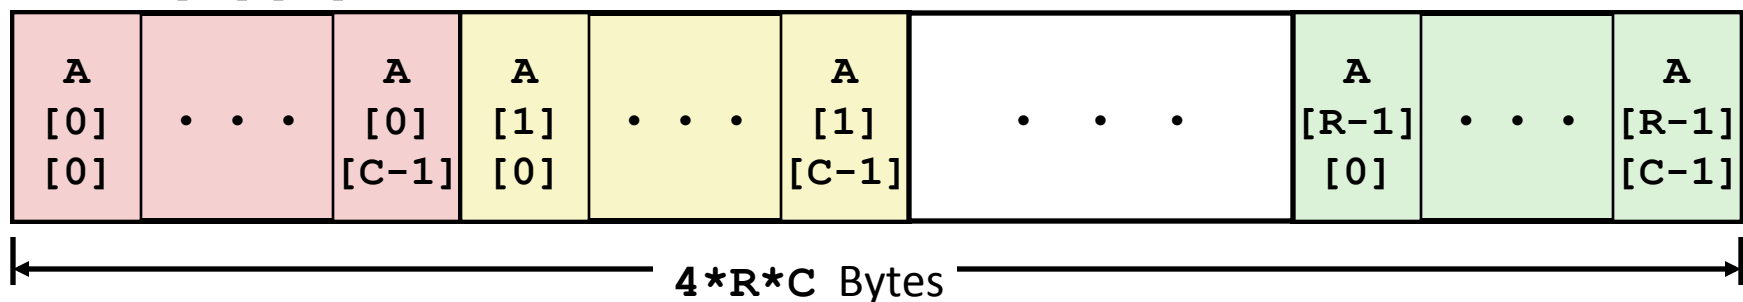 A A A A A A
[0] • • • [0] [1] • • • [1] • • • [R-1] • • • [R-1]
[0] [C-1] [0] [C-1] [0] [C-1]
4*R*C Bytes